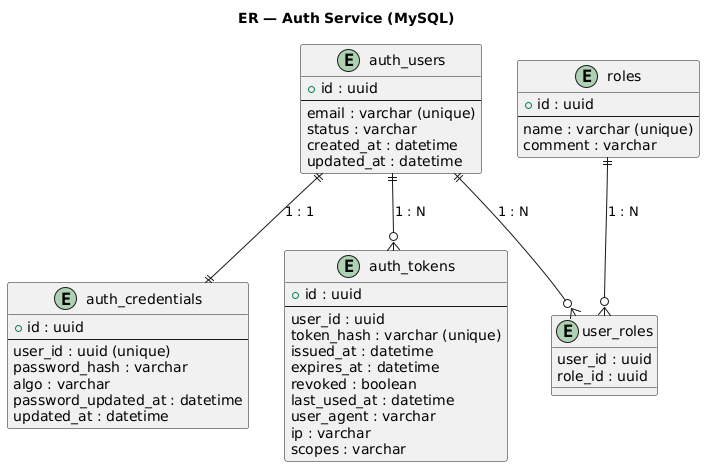 ER — Auth Service (MySQL)
E auth_users
id : uuid
email : varchar (unique)
status : varchar
created_at : datetime
updated_at : datetime
E roles
id : uuid
name : varchar (unique)
comment : varchar
1 : 1
1 : N
1 : N
1 : N
E auth_credentials
id : uuid
user_id : uuid (unique)
password_hash : varchar
algo : varchar
password_updated_at : datetime
updated_at : datetime
E auth_tokens
id : uuid
user_id : uuid
token_hash : varchar (unique)
issued_at : datetime
expires_at : datetime
revoked : boolean
last_used_at : datetime
user_agent : varchar
ip : varchar
scopes : varchar
E user_roles
user_id : uuid
role_id : uuid